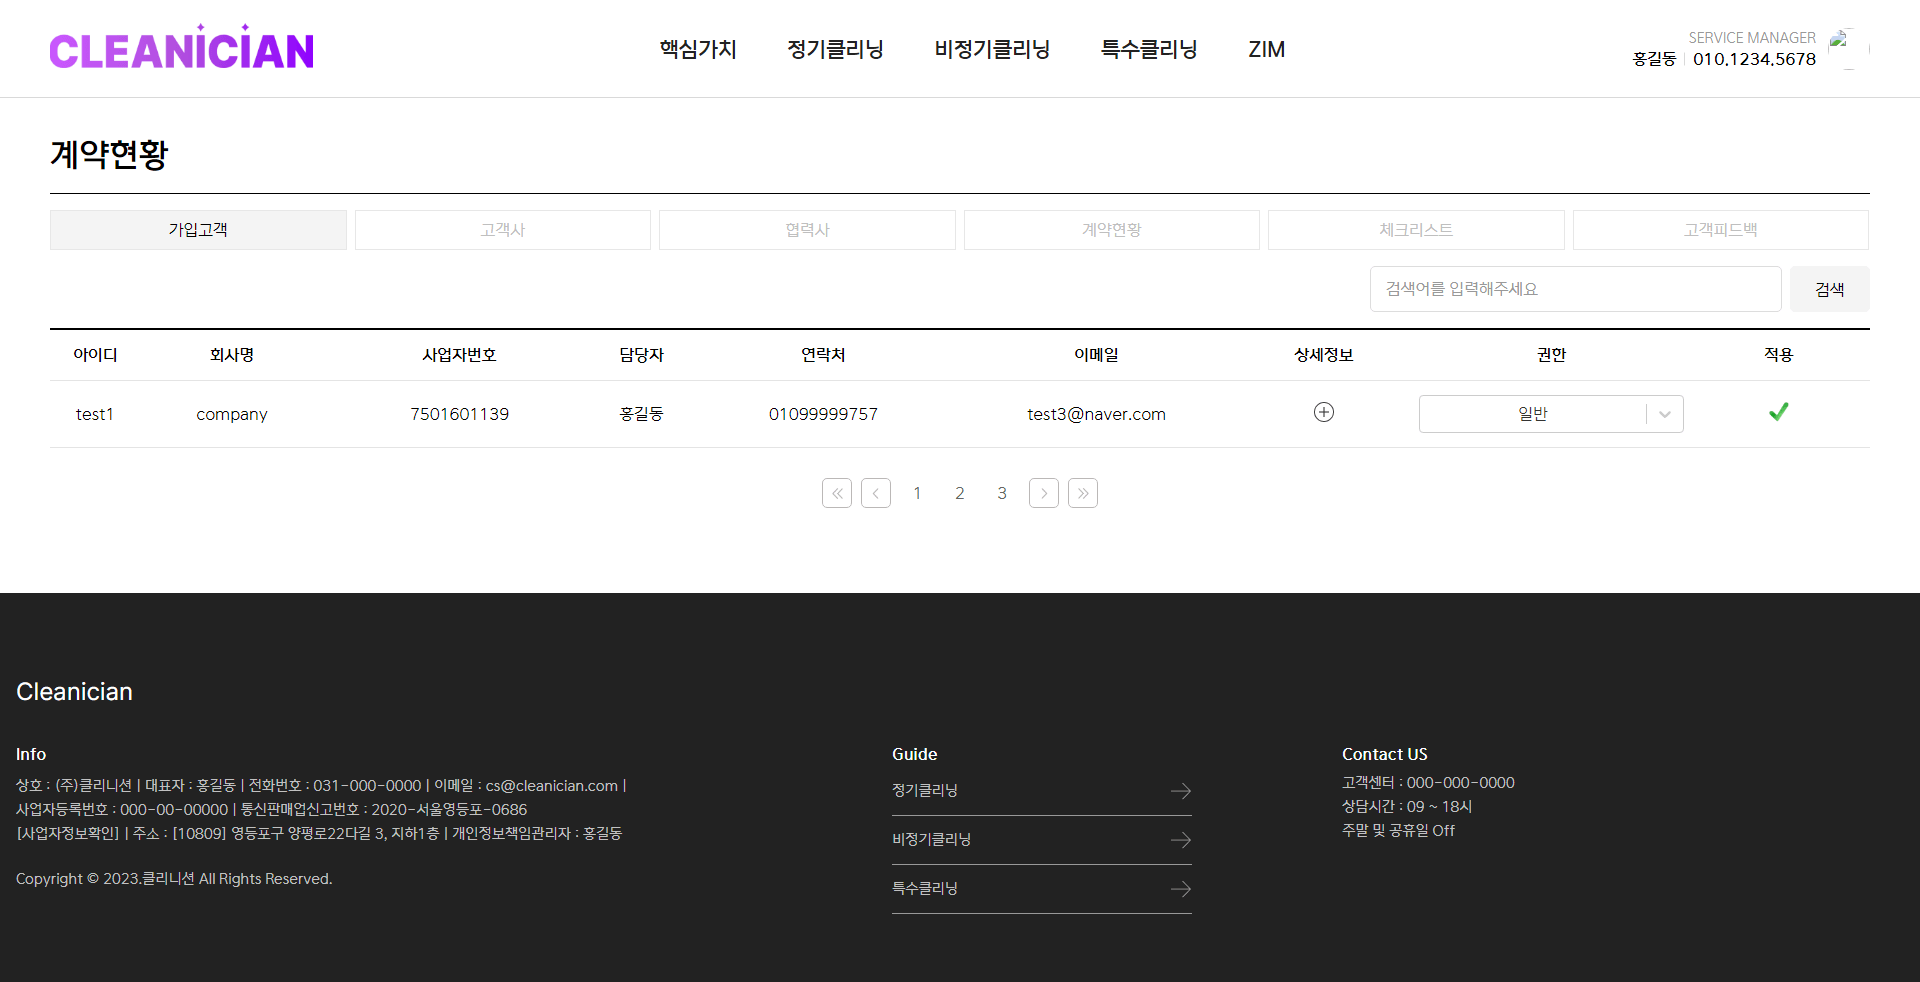 CLEANICIAN
핵심가치 정기클리닝 비정기클리닝 특수클리닝 ZIM
SERVICE MANAGER
홍길동 | 010.1234.5678
계약현황
가입고객 고객사 협력사 계약현황 체크리스트 고객피드백
검색어를 입력해주세요 검색
아이디 회사명 사업자번호 담당자 연락처 이메일 상세정보 권한 적용
test1 company 7501601139 홍길동 01099999757 test3@naver.com 일반
1 2 3
Cleanician
Info
상호 : (주)클리니션 | 대표자 : 홍길동 | 전화번호 : 031-000-0000 | 이메일 : cs@cleanician.com |
사업자등록번호 : 000-00-00000 | 통신판매업신고번호 : 2020-서울영등포-0686
[사업자정보확인] | 주소 : [10809] 영등포구 양평로22다길 3, 지하1층 | 개인정보책임관리자 : 홍길동
Copyright © 2023.클리니션 All Rights Reserved.
Guide
정기클리닝
비정기클리닝
특수클리닝
Contact US
고객센터 : 000-000-0000
상담시간 : 09 ~ 18시
주말 및 공휴일 Off